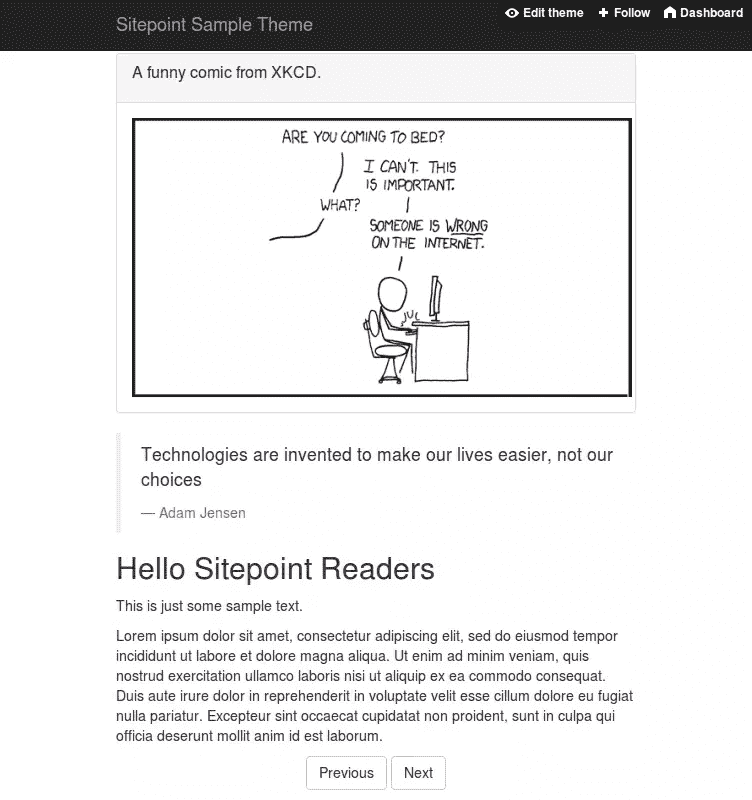 Sitepoint Sample Theme
Edit theme
Follow
Dashboard
A funny comic from XKCD.
ARE YOU COMING TO BED?
I CAN'T. THIS
IS IMPORTANT.
WHAT?
SOMEONE IS WRONG
ON THE INTERNET.
Technologies are invented to make our lives easier, not our
choices
— Adam Jensen
Hello Sitepoint Readers
This is just some sample text.
Lorem ipsum dolor sit amet, consectetur adipiscing elit, sed do eiusmod tempor
incididunt ut labore et dolore magna aliqua. Ut enim ad minim veniam, quis
nostrud exercitation ullamco laboris nisi ut aliquip ex ea commodo consequat.
Duis aute irure dolor in reprehenderit in voluptate velit esse cillum dolore eu fugiat
nulla pariatur. Excepteur sint occaecat cupidatat non proident, sunt in culpa qui
officia deserunt mollit anim id est laborum.
Previous
Next